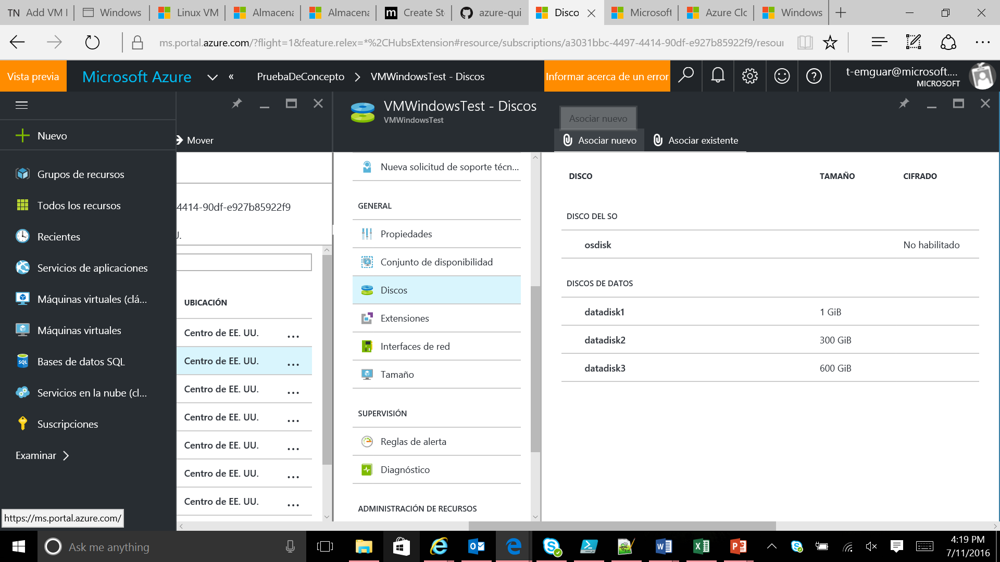 TN Add VM I
Windows
Linux VM
Almacena
Almacena
m Create St
azure-qui
Disco
Microsoft
Azure Clo
Windows
ms.portal.azure.com/?flight=1&feature.relex=*%2CHubsExtension#resource/subscriptions/a3031bbc-4497-4414-90df-e927b85922f9/resour
Vista previa
Microsoft Azure
«
PruebaDeConcepto > VMWindowsTest - Discos
Informar acerca de un error
t-emguar@microsoft....
MICROSOFT
Nuevo
Grupos de recursos
Todos los recursos
Recientes
Servicios de aplicaciones
Máquinas virtuales (clá...
Máquinas virtuales
SQL Bases de datos SQL
Servicios en la nube (cl...
Suscripciones
Examinar >
https://ms.portal.azure.com/
Mover
4414-90df-e927b85922f9
J.
UBICACIÓN
Centro de EE. UU. ...
Centro de EE. UU. ...
Centro de EE. UU. ...
Centro de EE. UU. ...
Centro de EE. UU. ...
Centro de EE. UU. ...
Centro de EE. UU. ...
VMWindowsTest - Discos
VMWindowsTest
Nueva solicitud de soporte técn...
GENERAL
Propiedades
Conjunto de disponibilidad
Discos
Extensiones
Interfaces de red
Tamaño
SUPERVISIÓN
Reglas de alerta
Diagnóstico
ADMINISTRACIÓN DE RECURSOS
Asociar nuevo
Asociar nuevo
Asociar existente
DISCO TAMAÑO CIFRADO
DISCO DEL SO
osdisk No habilitado
DISCOS DE DATOS
datadisk1 1 GiB
datadisk2 300 GiB
datadisk3 600 GiB
Ask me anything
4:19 PM
7/11/2016